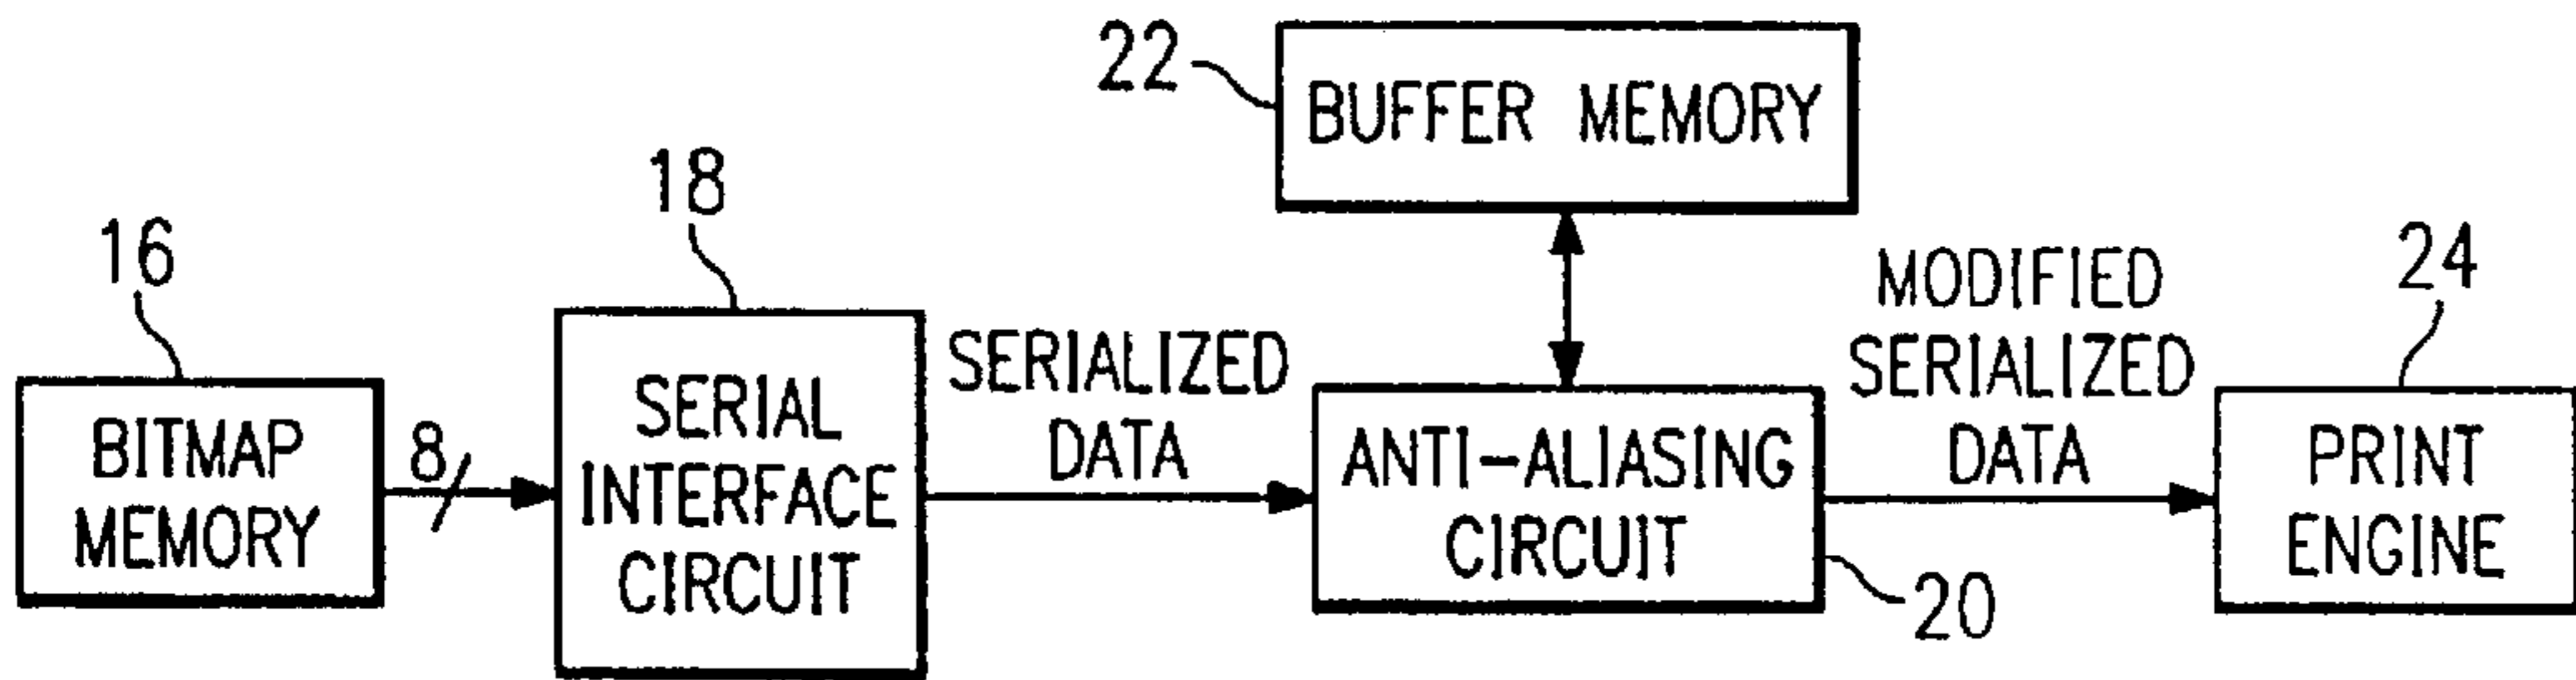 22
BUFFER MEMORY
18
16
24
MODIFIED
SERIALIZED
DATA
SERIALIZED
DATA
BITMAP
MEMORY
8
SERIAL
INTERFACE
CIRCUIT
ANTI-ALIASING
CIRCUIT
20
PRINT
ENGINE